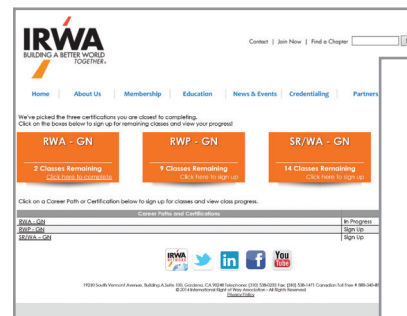 IRWA
BUILDING A BETTER WORLD
TOGETHER.
Contact | Join Now | Find a Chapter
Home About Us Membership Education News & Events Credentialing Partners
We've picked the three certifications you are closest to completing.
Click on the boxes below to sign up for remaining classes and view your progress!
RWA - GN RWP - GN SR/WA - GN
2 Classes Remaining 9 Classes Remaining 14 Classes Remaining
Click here to complete Click here to sign up Click here to sign up
Click on a Career Path or Certification below to sign up for classes and view class progress.
Career Paths and Certifications
RWA - GN In Progress
RWP - GN Sign Up
SR/WA - GN Sign Up
IRWA NETWORK in f You Tube
19210 South Vermont Avenue, Building A, Suite 100, Gardena, CA 90248 Telephone: (310) 538-0233 Fax: (310) 538-1471 Canadian Toll Free #
© 2014 International Right of Way Association - All Rights Reserved
Privacy Policy